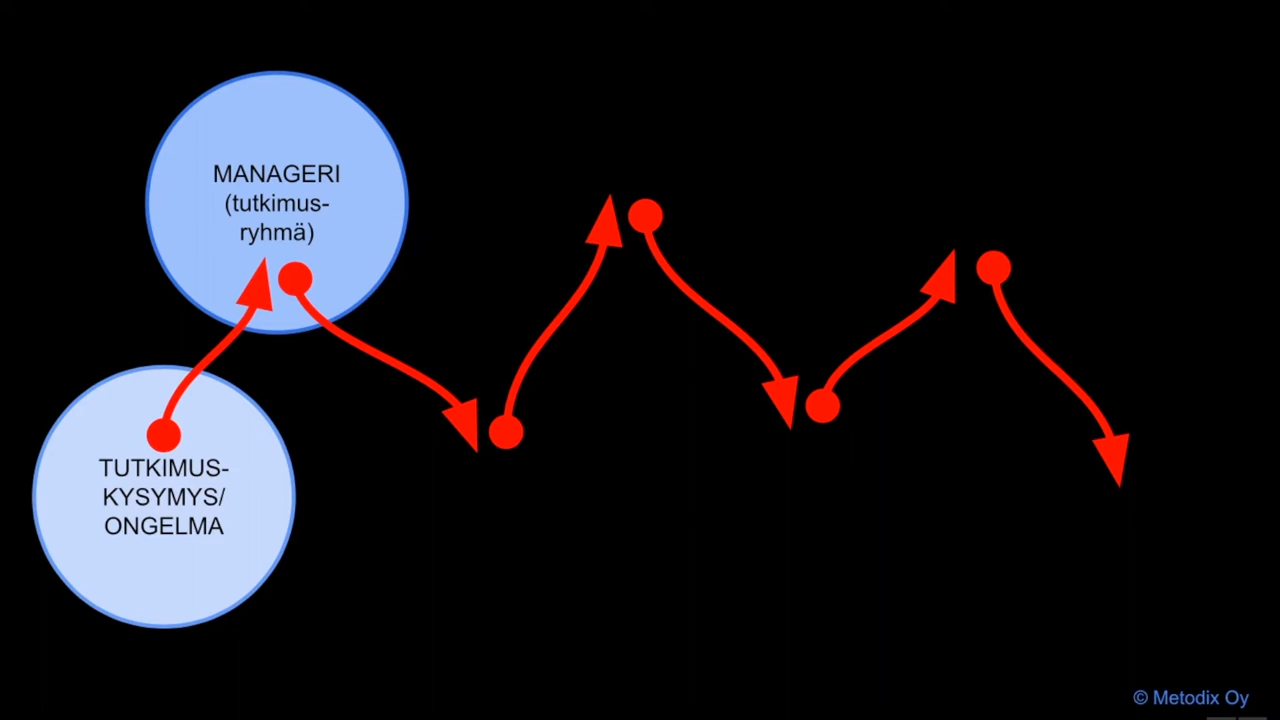 MANAGERI
(tutkimus-
ryhmä)
TUTKIMUS-
KYSYMYS/
ONGELMA
© Metodix Oy